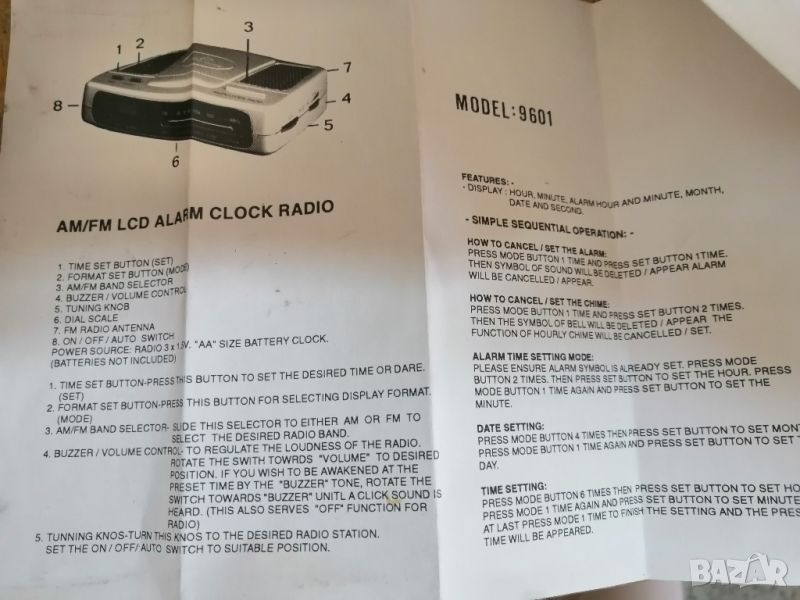 1 2 3
7
4
5
8
6
AM/FM LCD ALARM CLOCK RADIO
1. TIME SET BUTTON (SET)
2. FORMAT SET BUTTON (MODE)
3. AM/FM BAND SELECTOR
4. BUZZER / VOLUME CONTROL
5. TUNING KNOB
6. DIAL SCALE
7. FM RADIO ANTENNA
8. ON / OFF / AUTO SWITCH
POWER SOURCE: RADIO 3 x 1.5V. "AA" SIZE BATTERY CLOCK.
(BATTERIES NOT INCLUDED)
1. TIME SET BUTTON-PRESS THIS BUTTON TO SET THE DESIRED TIME OR DARE.
(SET)
2. FORMAT SET BUTTON-PRESS THIS BUTTON FOR SELECTING DISPLAY FORMAT.
(MODE)
3. AM/FM BAND SELECTOR- SLIDE THIS SELECTOR TO EITHER AM OR FM TO
SELECT THE DESIRED RADIO BAND.
4. BUZZER / VOLUME CONTROL- TO REGULATE THE LOUDNESS OF THE RADIO.
ROTATE THE SWITH TOWRDS "VOLUME" TO DESIRED
POSITION. IF YOU WISH TO BE AWAKENED AT THE
PRESET TIME BY THE "BUZZER" TONE, ROTATE THE
SWITCH TOWARDS "BUZZER" UNITL A CLICK SOUND IS
HEARD. (THIS ALSO SERVES "OFF" FUNCTION FOR
RADIO)
5. TUNNING KNOS-TURN THIS KNOS TO THE DESIRED RADIO STATION.
SET THE ON / OFF/ AUTO SWITCH TO SUITABLE POSITION.
MODEL: 9601
FEATURES: -
- DISPLAY : HOUR, MINUTE, ALARM HOUR AND MINUTE, MONTH,
DATE AND SECOND.
- SIMPLE SEQUENTIAL OPERATION: -
HOW TO CANCEL / SET THE ALARM:
PRESS MODE BUTTON 1 TIME AND PRESS SET BUTTON 1TIME.
THEN SYMBOL OF SOUND WILL BE DELETED / APPEAR ALARM
WILL BE CANCELLED / APPEAR.
HOW TO CANCEL / SET THE CHIME:
PRESS MODE BUTTON 1 TIME AND PRESS SET BUTTON 2 TIMES.
THEN THE SYMBOL OF BELL WILL BE DELETED / APPEAR THE
FUNCTION OF HOURLY CHIME WILL BE CANCELLED / SET.
ALARM TIME SETTING MODE:
PLEASE ENSURE ALARM SYMBOL IS ALREADY SET. PRESS MODE
BUTTON 2 TIMES. THEN PRESS SET BUTTON TO SET THE HOUR. PRESS
MODE BUTTON 1 TIME AGAIN AND PRESS SET BUTTON TO SET THE
MINUTE.
DATE SETTING:
PRESS MODE BUTTON 4 TIMES THEN PRESS SET BUTTON TO SET MONT
PRESS MODE BUTTON 1 TIME AGAIN AND PRESS SET BUTTON TO SET T
DAY.
TIME SETTING:
PRESS MODE BUTTON 6 TIMES THEN PRESS SET BUTTON TO SET HO
PRESS MODE 1 TIME AGAIN AND PRESS SET BUTTON TO SET MINUTE
AT LAST PRESS MODE 1 TIME TO FINISH THE SETTING AND THE PRES
TIME WILL BE APPEARED.
BAZAR